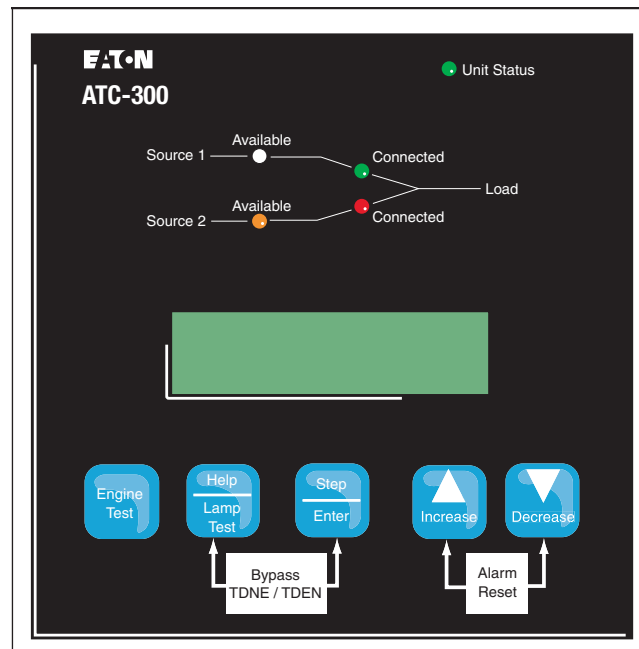 EATON
ATC-300
Unit Status
Available
Source 1
Connected
Load
Available
Source 2
Connected
Engine
Test
Help
Lamp
Test
Step
Enter
Increase
Decrease
Bypass
TDNE / TDEN
Alarm
Reset